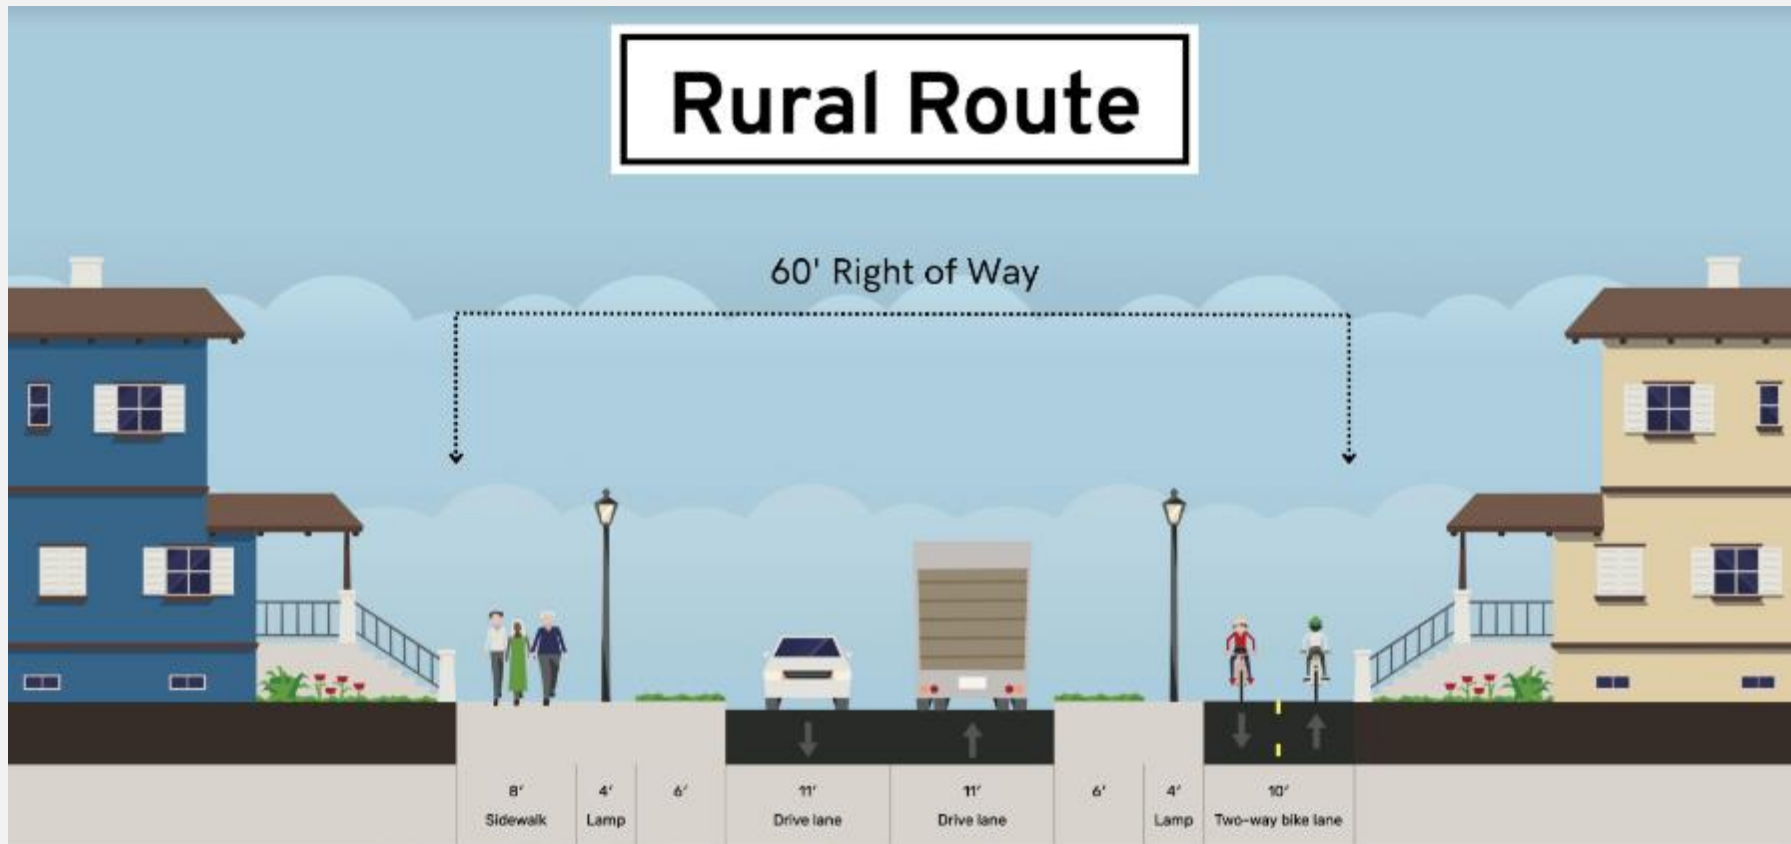 Rural Route
60' Right of Way
8' 4' 6' 11' 11' 6' 4' 10'
Sidewalk Lamp Drive lane Drive lane Lamp Two-way bike lane